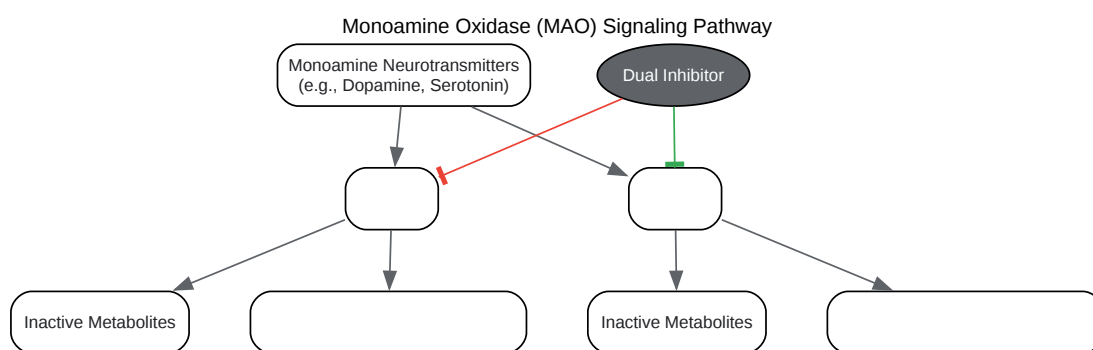 Monoamine Oxidase (MAO) Signaling Pathway
Monoamine Neurotransmitters
(e.g., Dopamine, Serotonin)
Dual Inhibitor
Inactive Metabolites
Inactive Metabolites